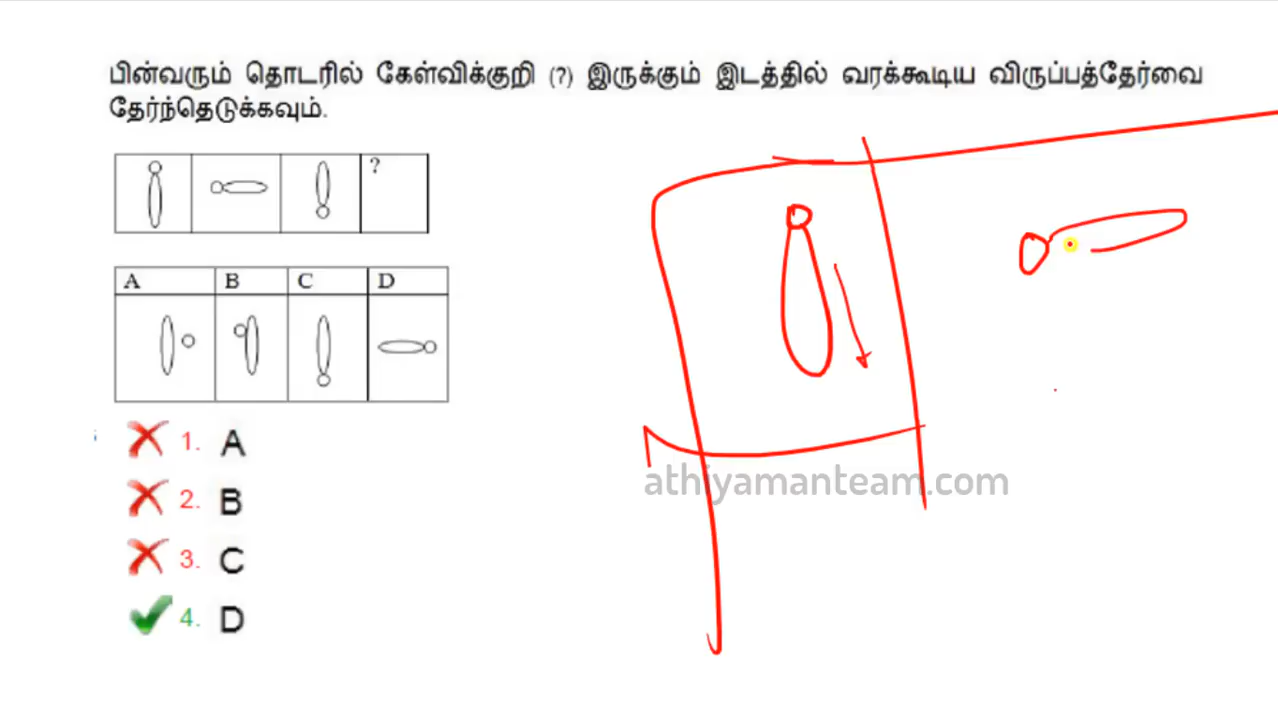 பின்வரும் தொடரில் கேள்விக்குறி (?) இருக்கும் இடத்தில் வரக்கூடிய விருப்பத்தேர்வை
தேர்ந்தெடுக்கவும்.
?
A B C D
1. A
2. B
3. C
4. D
athiyamanteam.com